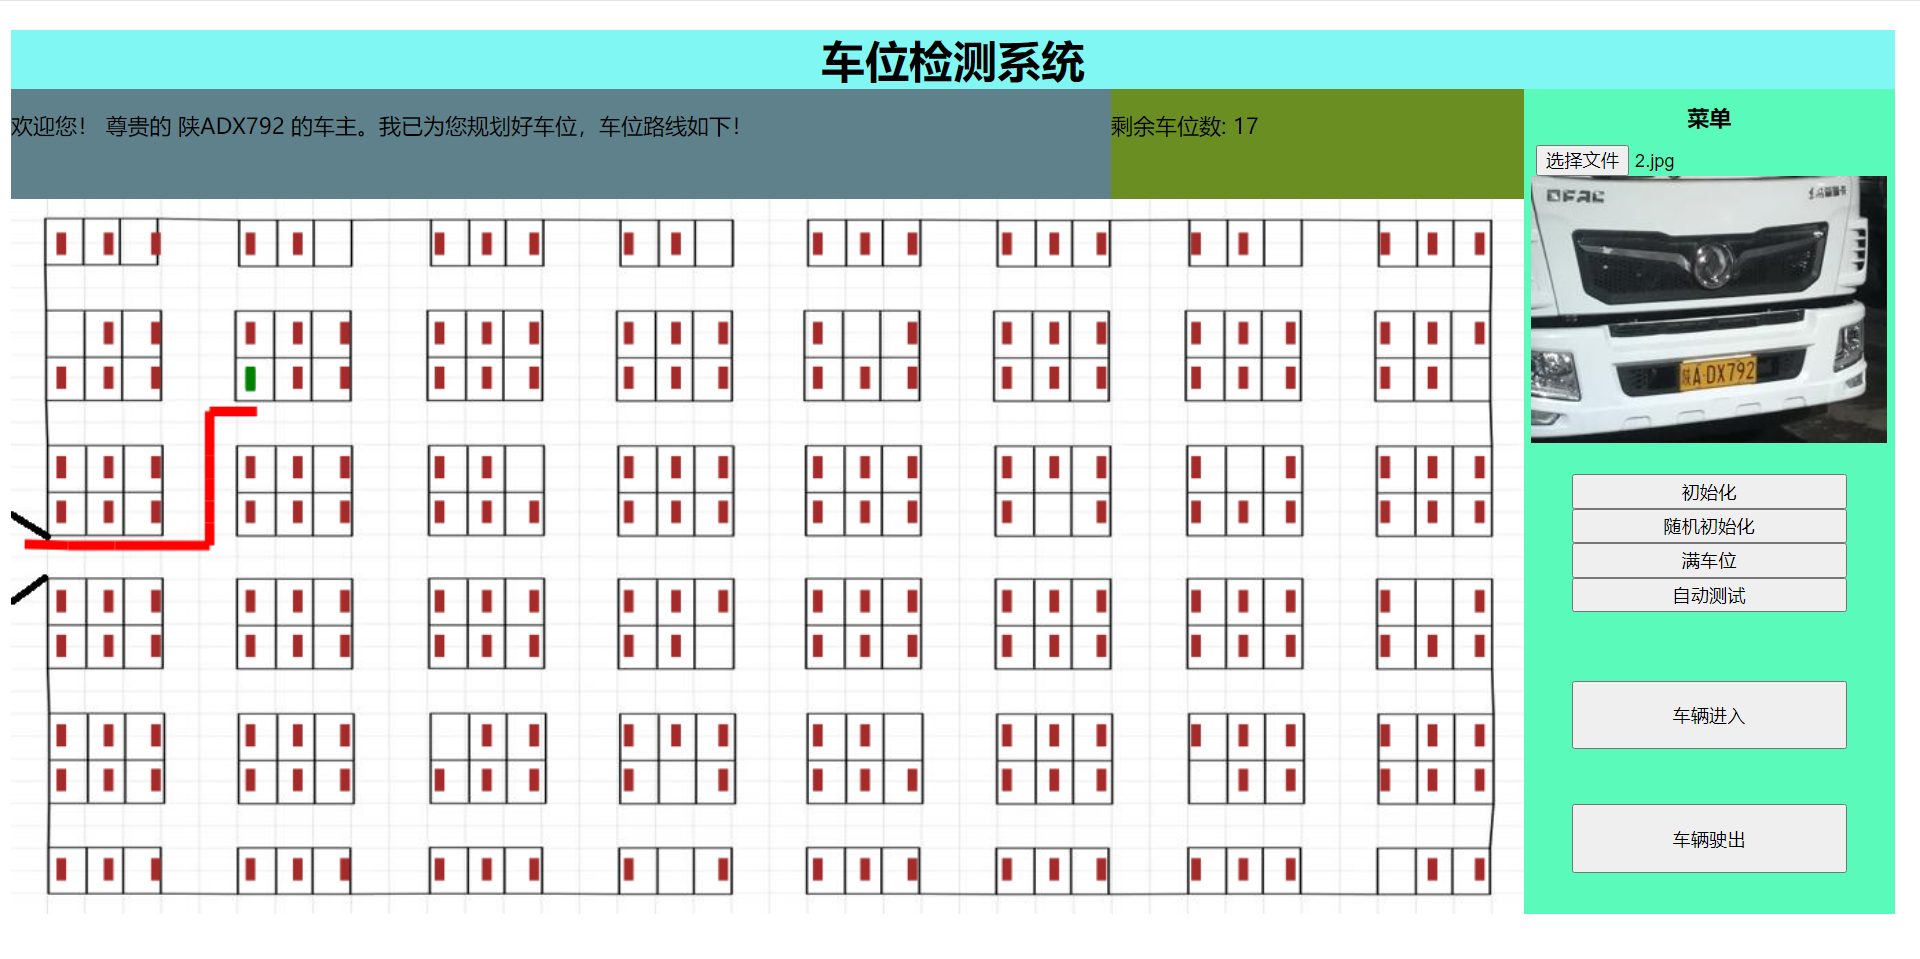 车位检测系统
欢迎您！ 尊贵的 陕ADX792 的车主。我已为您规划好车位，车位路线如下！
剩余车位数: 17
菜单
选择文件 2.jpg
DFAC
陕A·DX792
初始化
随机初始化
满车位
自动测试
车辆进入
车辆驶出